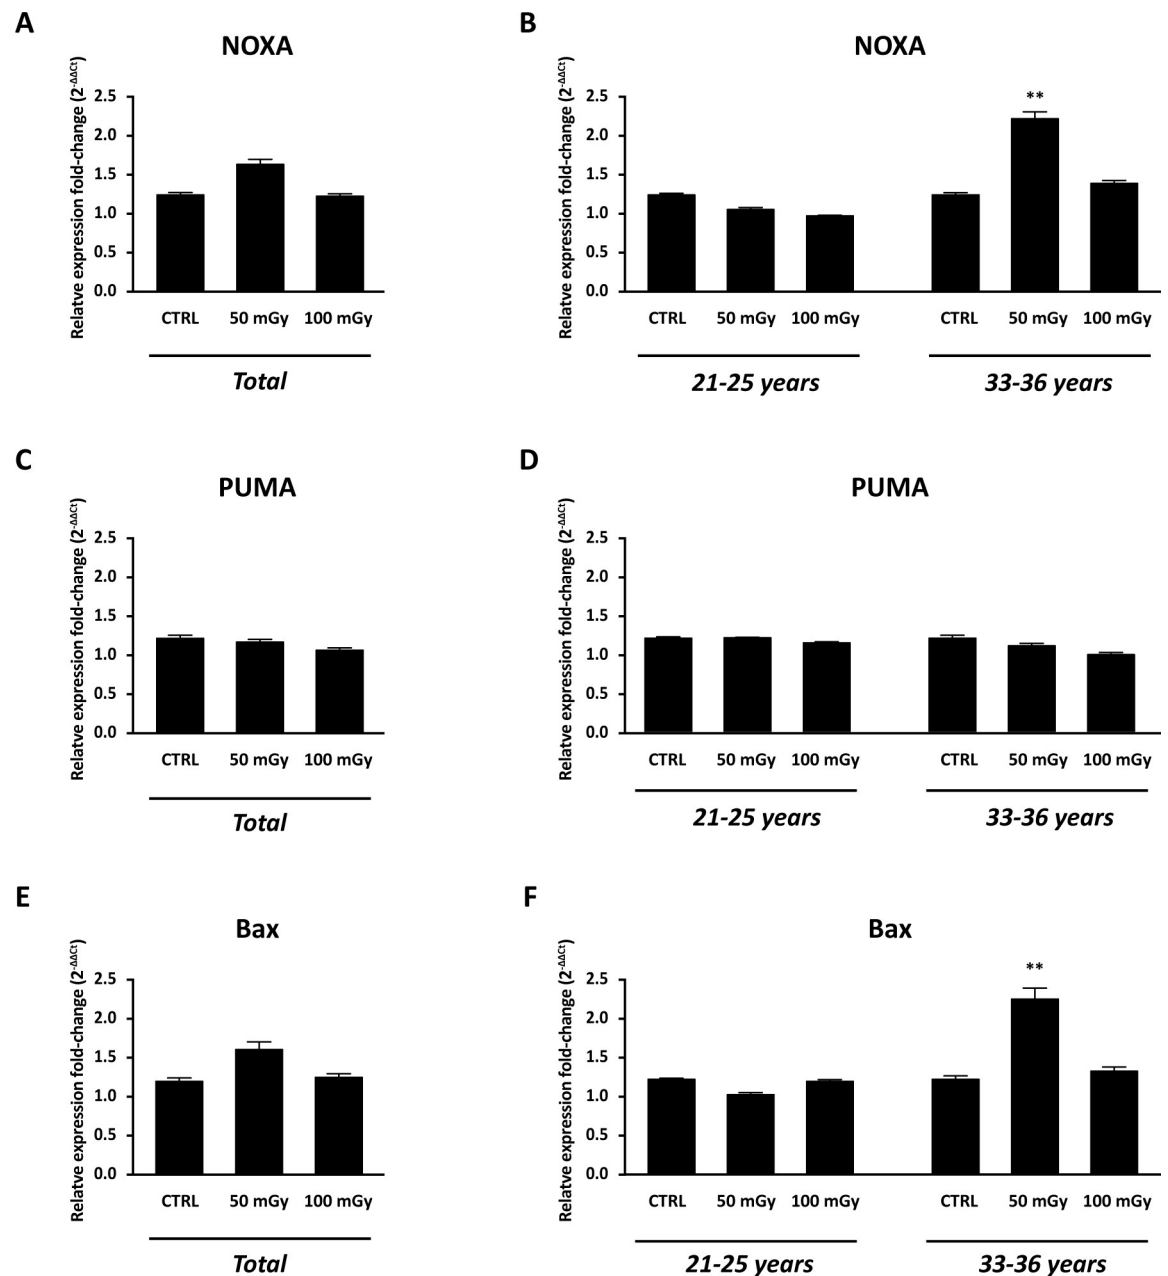 A
NOXA
Relatve expression fold-change (2^-ΔΔCt)
2.5
2.0
1.5
1.0
0.5
0.0
CTRL 50 mGy 100 mGy
Total
B
NOXA
Relatve expression fold-change (2^-ΔΔCt)
2.5
2.0
1.5
1.0
0.5
0.0
**
CTRL 50 mGy 100 mGy CTRL 50 mGy 100 mGy
21-25 years 33-36 years
C
PUMA
Relatve expression fold-change (2^-ΔΔCt)
2.5
2.0
1.5
1.0
0.5
0.0
CTRL 50 mGy 100 mGy
Total
D
PUMA
Relatve expression fold-change (2^-ΔΔCt)
2.5
2.0
1.5
1.0
0.5
0.0
CTRL 50 mGy 100 mGy CTRL 50 mGy 100 mGy
21-25 years 33-36 years
E
Bax
Relatve expression fold-change (2^-ΔΔCt)
2.5
2.0
1.5
1.0
0.5
0.0
CTRL 50 mGy 100 mGy
Total
F
Bax
Relatve expression fold-change (2^-ΔΔCt)
2.5
2.0
1.5
1.0
0.5
0.0
**
CTRL 50 mGy 100 mGy CTRL 50 mGy 100 mGy
21-25 years 33-36 years